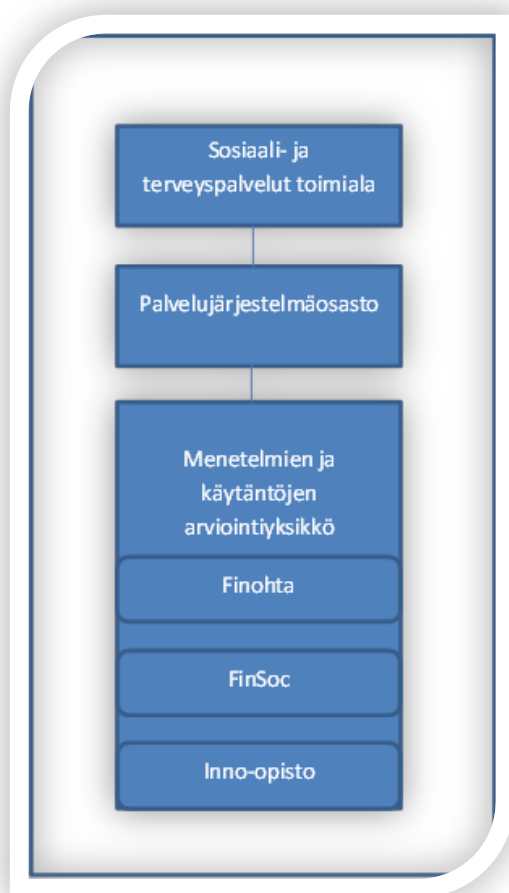 Sosiaali- ja
terveyspalvelut toimiala
Palvelujärjestelmäosasto
Menetelmien ja
käytäntöjen
arviointiyksikkö
Finohta
FinSoc
Inno-opisto